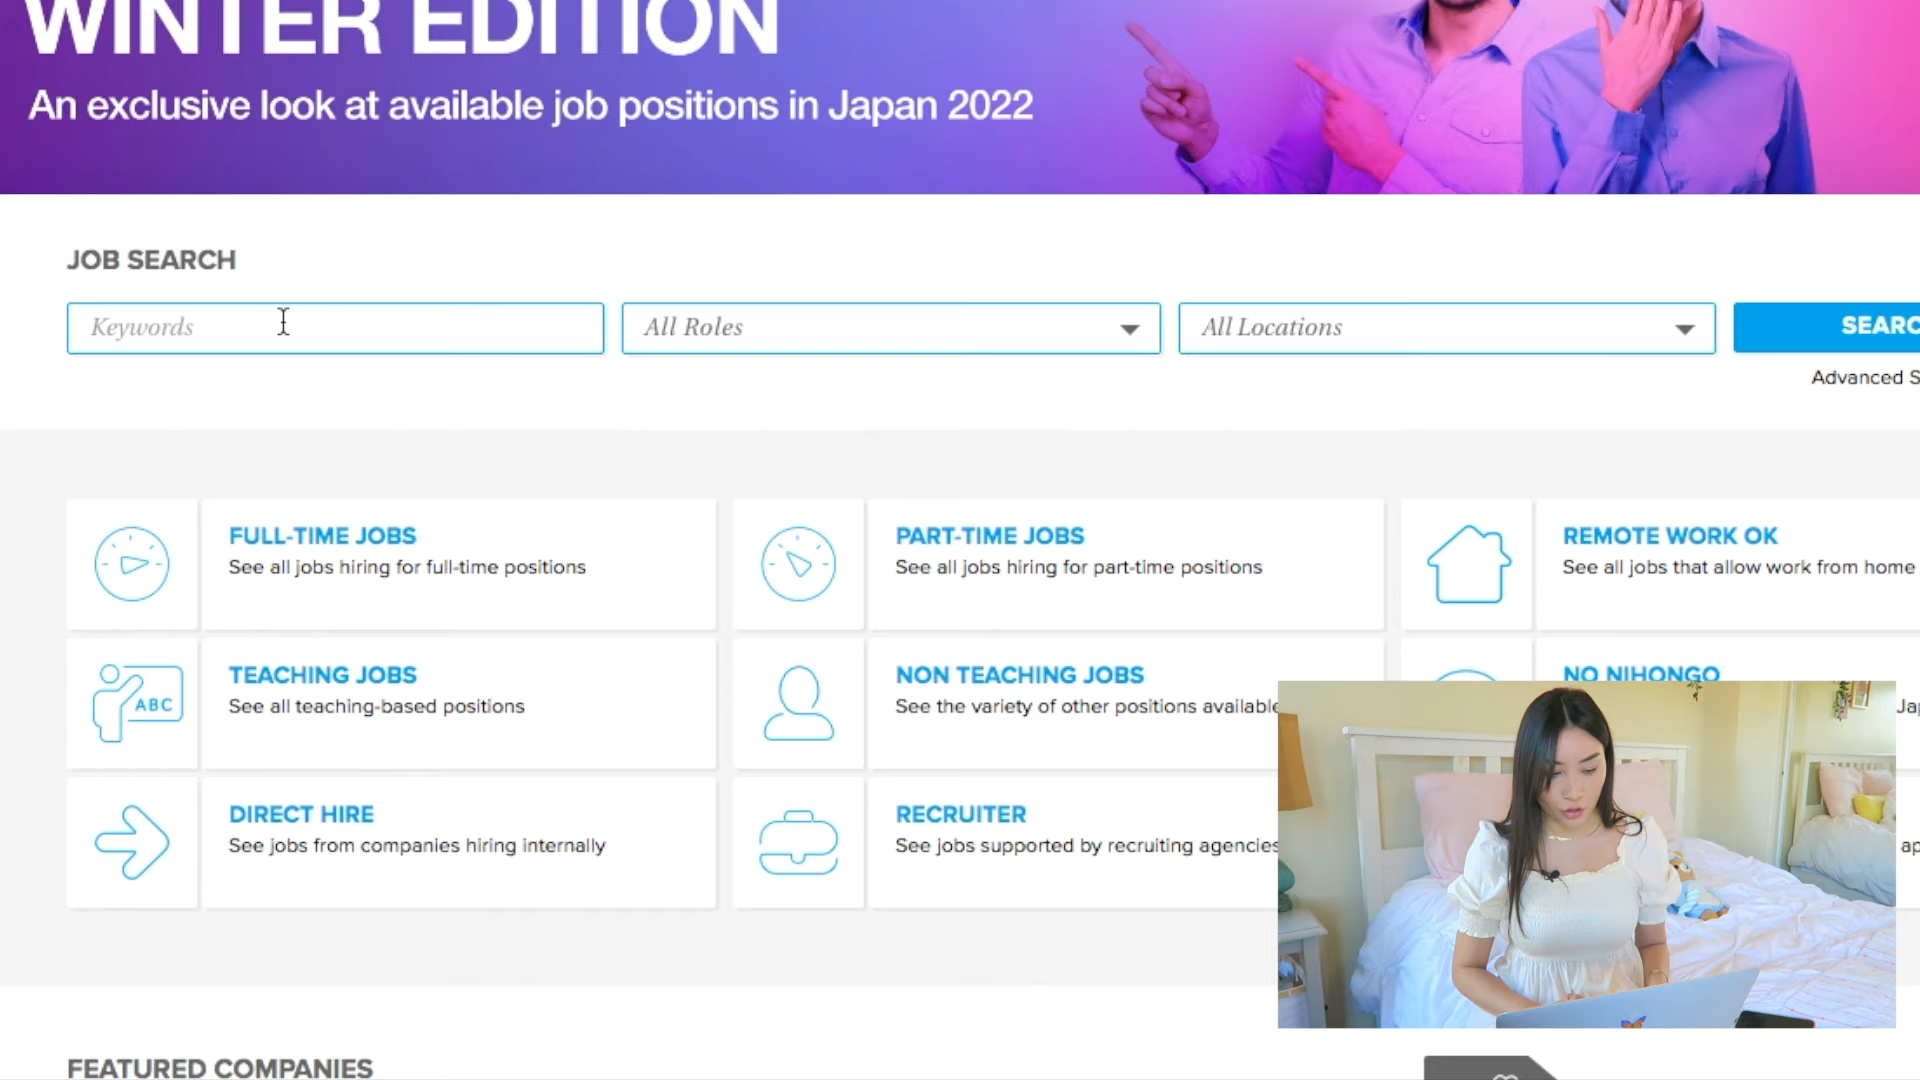 WINTER EDITION
An exclusive look at available job positions in Japan 2022
JOB SEARCH
Keywords
All Roles
All Locations
SEARC
Advanced S
FULL-TIME JOBS
See all jobs hiring for full-time positions
PART-TIME JOBS
See all jobs hiring for part-time positions
REMOTE WORK OK
See all jobs that allow work from home
ABC
TEACHING JOBS
See all teaching-based positions
NON TEACHING JOBS
See the variety of other positions available
NO NIHONGO
DIRECT HIRE
See jobs from companies hiring internally
RECRUITER
See jobs supported by recruiting agencies
FEATURED COMPANIES